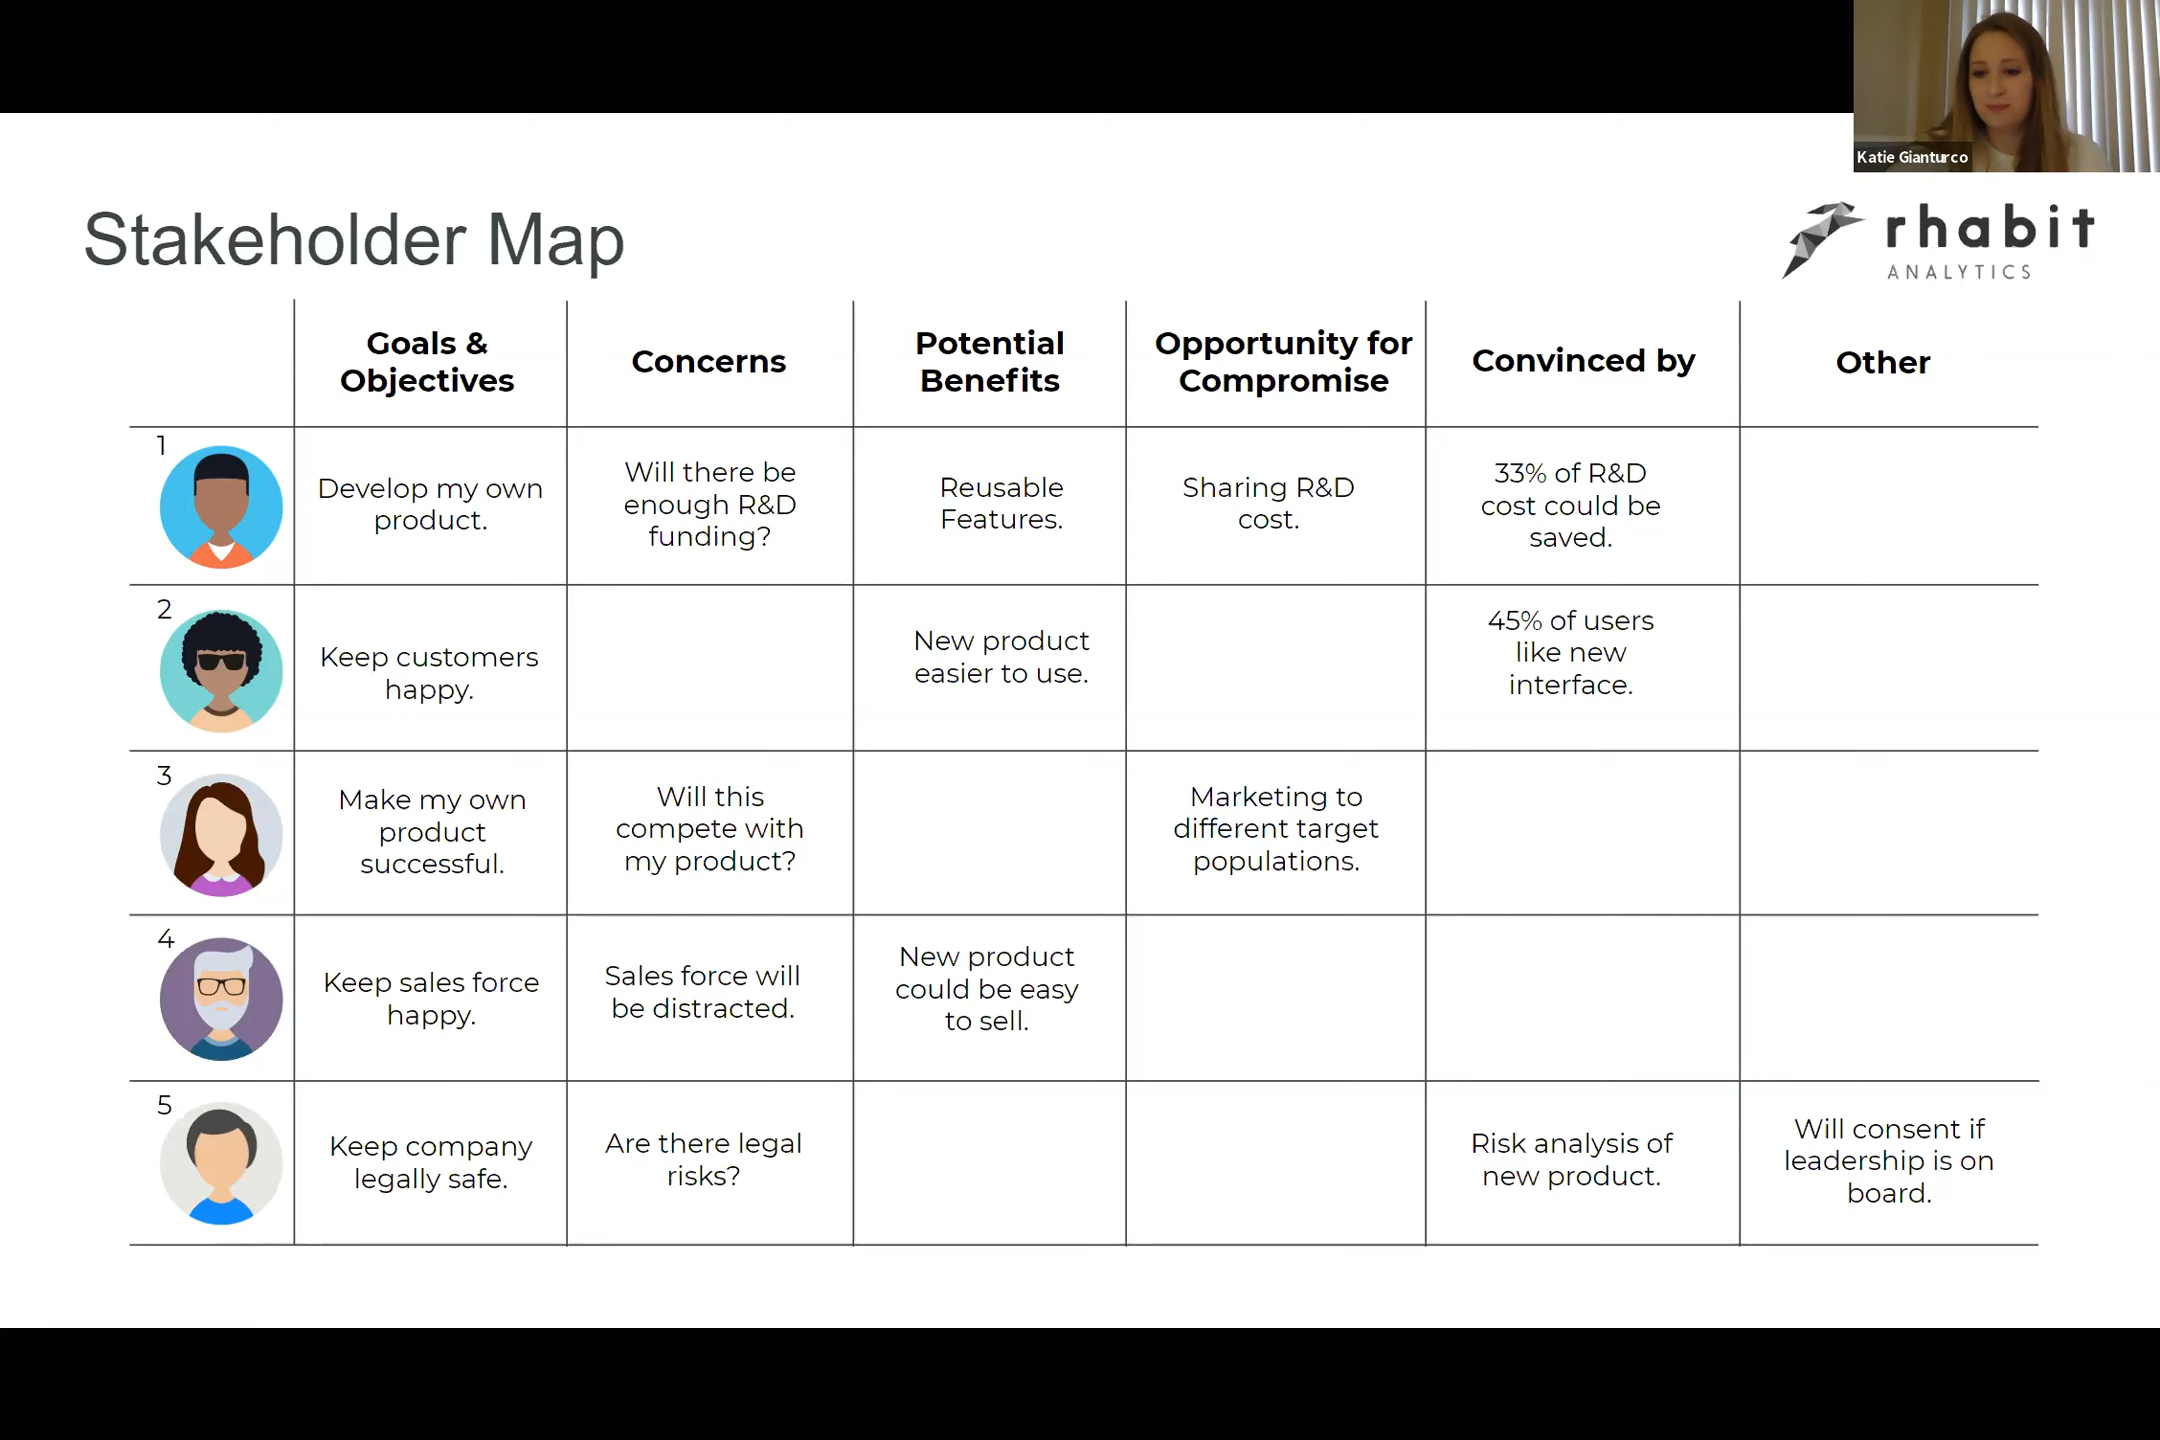 Katie Gianturco
Stakeholder Map
rhabit
ANALYTICS
Goals &
Objectives
Concerns
Potential
Benefits
Opportunity for
Compromise
Convinced by
Other
1
Develop my own
product.
Will there be
enough R&D
funding?
Reusable
Features.
Sharing R&D
cost.
33% of R&D
cost could be
saved.
2
Keep customers
happy.
New product
easier to use.
45% of users
like new
interface.
3
Make my own
product
successful.
Will this
compete with
my product?
Marketing to
different target
populations.
4
Keep sales force
happy.
Sales force will
be distracted.
New product
could be easy
to sell.
5
Keep company
legally safe.
Are there legal
risks?
Risk analysis of
new product.
Will consent if
leadership is on
board.